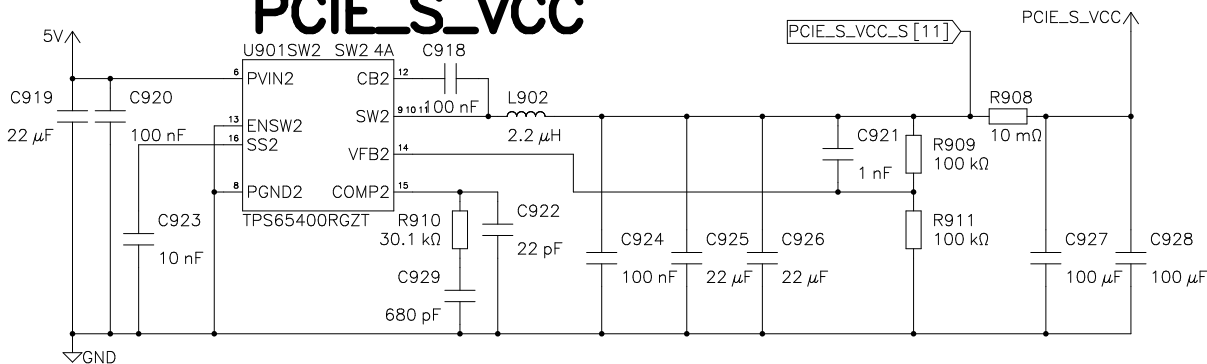 PCIE_S_VCC
5V
U901SW2 SW2 4A
C918
100 nF
PCIE_S_VCC_S [11]
PCIE_S_VCC
C919
22 µF
C920
100 nF
6 PVIN2
13 ENSW2
16 SS2
8 PGND2
CB2 12
SW2 9 10 11
VFB2 14
COMP2 15
TPS65400RGZT
L902
2.2 µH
R908
10 mΩ
C921
1 nF
R909
100 kΩ
C923
10 nF
R910
30.1 kΩ
C922
22 pF
C929
680 pF
C924
100 nF
C925
22 µF
C926
22 µF
R911
100 kΩ
C927
100 µF
C928
100 µF
GND